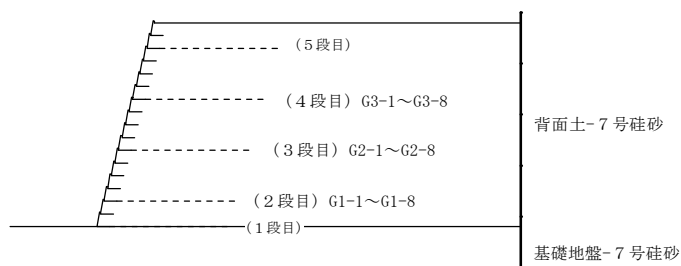 (５段目)
(４段目) G3-1～G3-8
背面土-７号硅砂
(３段目) G2-1～G2-8
(２段目) G1-1～G1-8
(１段目)
基礎地盤-７号硅砂